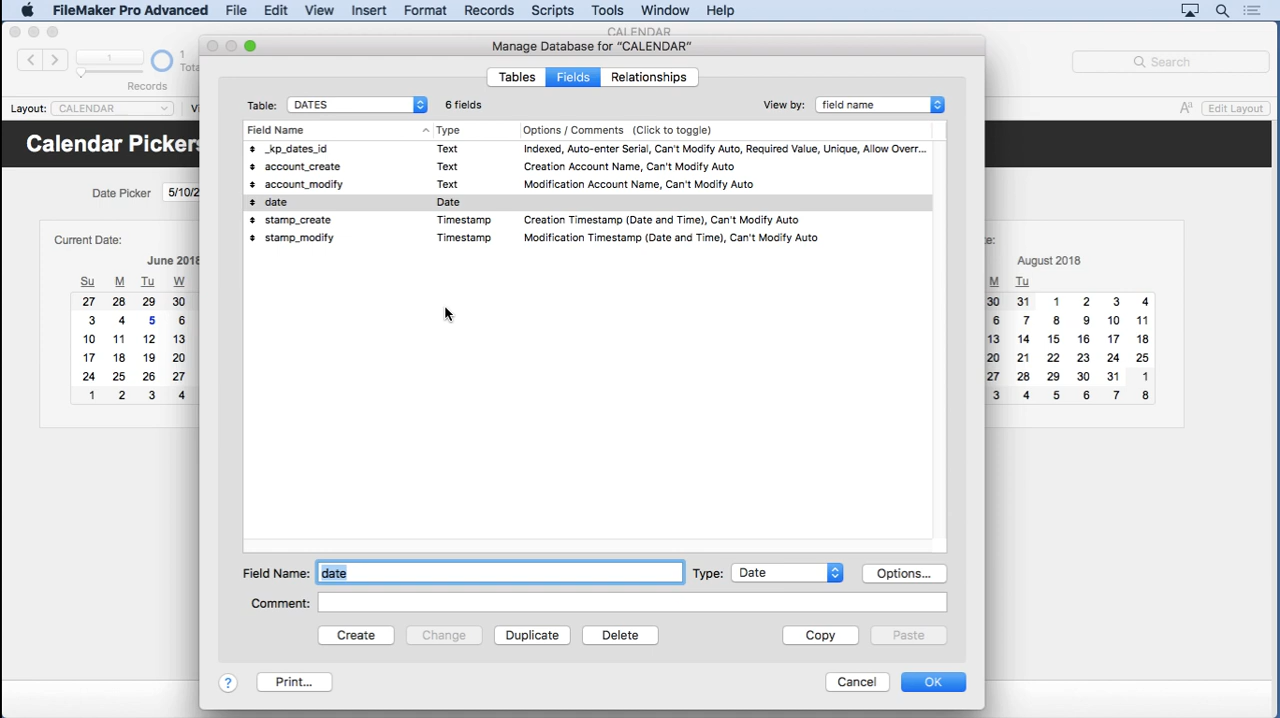 FileMaker Pro Advanced File Edit View Insert Format Records Scripts Tools Window Help
CALENDAR
Manage Database for “CALENDAR”
1
1
Tota
Records
Search
Tables Fields Relationships
Layout: CALENDAR Vi
Aª Edit Layout
Table: DATES 6 fields View by: field name
Field Name Type Options / Comments (Click to toggle)
_kp_dates_id Text Indexed, Auto-enter Serial, Can't Modify Auto, Required Value, Unique, Allow Overr...
account_create Text Creation Account Name, Can't Modify Auto
account_modify Text Modification Account Name, Can't Modify Auto
date Date
stamp_create Timestamp Creation Timestamp (Date and Time), Can't Modify Auto
stamp_modify Timestamp Modification Timestamp (Date and Time), Can't Modify Auto
Calendar Pickers
Date Picker 5/10/2
Current Date:
June 2018
Su M Tu W
27 28 29 30
3 4 5 6
10 11 12 13
17 18 19 20
24 25 26 27
1 2 3 4
e:
August 2018
M Tu
30 31 1 2 3 4
6 7 8 9 10 11
13 14 15 16 17 18
20 21 22 23 24 25
27 28 29 30 31 1
3 4 5 6 7 8
Field Name: date Type: Date Options...
Comment:
Create Change Duplicate Delete Copy Paste
? Print... Cancel OK